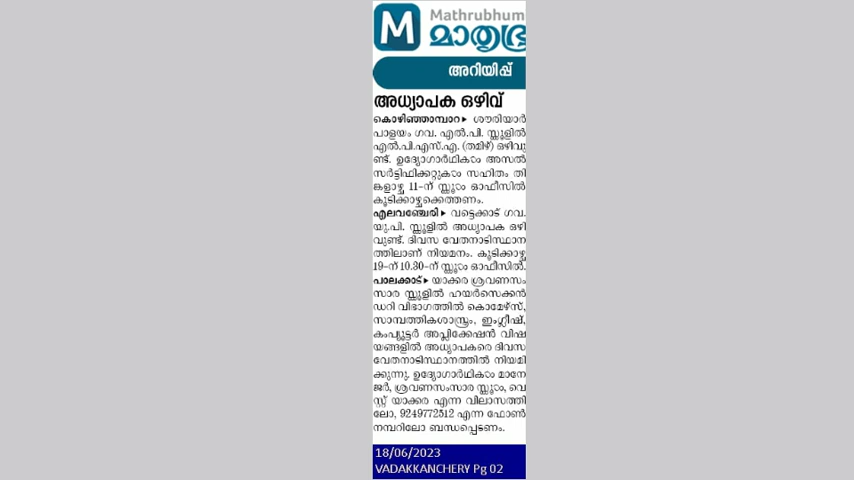 M Mathrubhum
മാതൃഭൂ
അറിയിപ്പ്
അധ്യാപക ഒഴിവ്
കൊഴിഞ്ഞാമ്പാറ▸ ശൗരിയാർ
പാളയം ഗവ. എൽ.പി. സ്കൂളിൽ
എൽ.പി.എസ്.എ. (തമിഴ്) ഒഴിവു
ണ്ട്. ഉദ്യോഗാർഥികൾ അസൽ
സർട്ടിഫിക്കറ്റുകൾ സഹിതം തി
ങ്കളാഴ്ച 11-ന് സ്കൂൾ ഓഫീസിൽ
കൂടിക്കാഴ്ചക്കെത്തണം.
എലവഞ്ചേരി▸ വട്ടെക്കാട് ഗവ.
യു.പി. സ്കൂളിൽ അധ്യാപക ഒഴി
വുണ്ട്. ദിവസ വേതനാടിസ്ഥാന
ത്തിലാണ് നിയമനം. കൂടിക്കാഴ്ച
19-ന് 10.30-ന് സ്കൂൾ ഓഫീസിൽ.
പാലക്കാട്▸ യാക്കര ശ്രവണസം
സാര സ്കൂളിൽ ഹയർസെക്കൻ
ഡറി വിഭാഗത്തിൽ കൊമേഴ്സ്,
സാമ്പത്തികശാസ്ത്രം, ഇംഗ്ലീഷ്,
കംപ്യൂട്ടർ അപ്ലിക്കേഷൻ വിഷ
യങ്ങളിൽ അധ്യാപകരെ ദിവസ
വേതനാടിസ്ഥാനത്തിൽ നിയമി
ക്കുന്നു. ഉദ്യോഗാർഥികൾ മാനേ
ജർ, ശ്രവണസംസാര സ്കൂൾ, വെ
സ്റ്റ് യാക്കര എന്ന വിലാസത്തി
ലോ, 9249772512 എന്ന ഫോൺ
നമ്പറിലോ ബന്ധപ്പെടണം.
18/06/2023
VADAKKANCHERY Pg 02